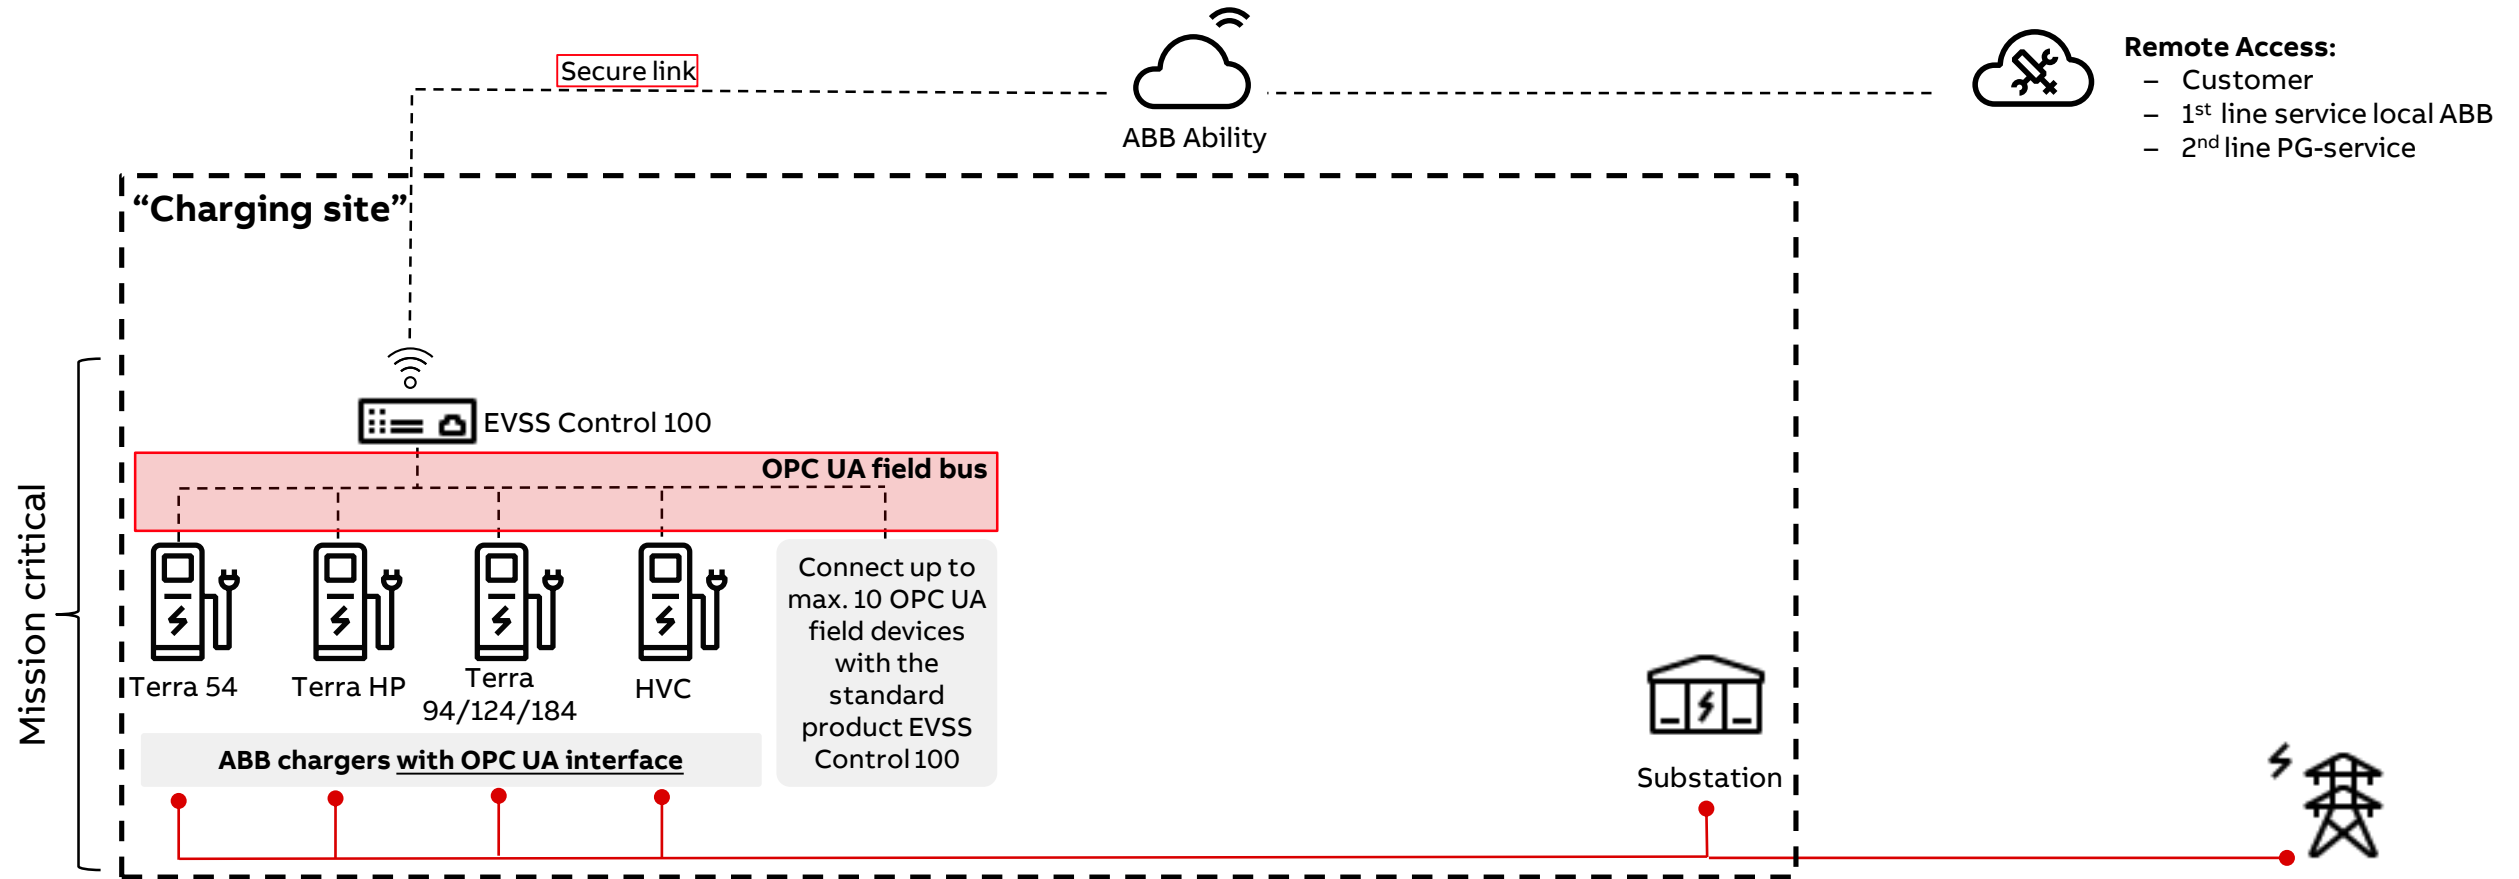 Secure link
ABB Ability
Remote Access:
– Customer
– 1st line service local ABB
– 2nd line PG-service
“Charging site”
EVSS Control 100
OPC UA field bus
Mission critical
Connect up to
max. 10 OPC UA
field devices
with the
standard
product EVSS
Control 100
Terra 54
Terra HP
Terra
94/124/184
HVC
ABB chargers with OPC UA interface
Substation